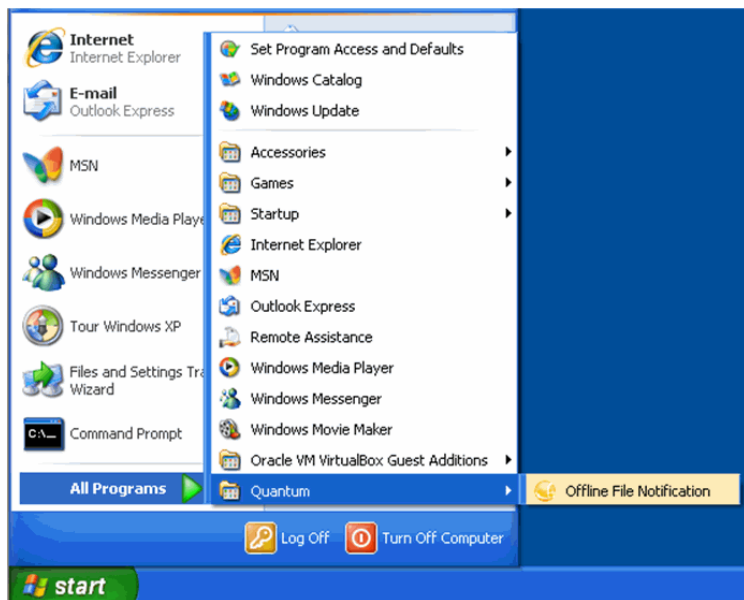 Internet
Internet Explorer
E-mail
Outlook Express
MSN
Windows Media Playe
Windows Messenger
Tour Windows XP
Files and Settings Tra
Wizard
C:\_
Command Prompt
All Programs
Set Program Access and Defaults
Windows Catalog
Windows Update
Accessories
Games
Startup
Internet Explorer
MSN
Outlook Express
Remote Assistance
Windows Media Player
Windows Messenger
Windows Movie Maker
Oracle VM VirtualBox Guest Additions
Quantum
Offline File Notification
Log Off
Turn Off Computer
start